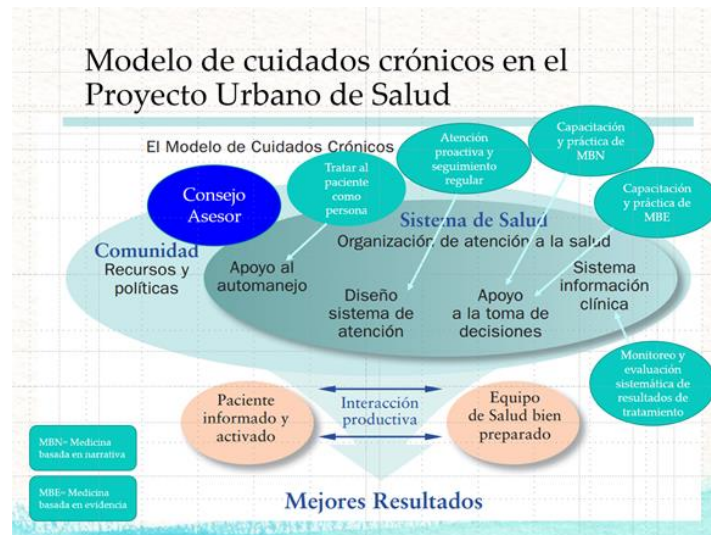 Modelo de cuidados crónicos en el
Proyecto Urbano de Salud
El Modelo de Cuidados Crónicos
Consejo
Asesor
Tratar al
paciente
como
persona
Atención
proactiva y
seguimiento
regular
Capacitación
y práctica de
MBN
Capacitación
y práctica de
MBE
Comunidad
Recursos y
políticas
Sistema de Salud
Organización de atención a la salud
Apoyo al
automanejo
Diseño
sistema de
atención
Apoyo
a la toma de
decisiones
Sistema
información
clínica
Monitoreo y
evaluación
sistemática de
resultados de
tratamiento
Paciente
informado y
activado
Interacción
productiva
Equipo
de Salud bien
preparado
MBN= Medicina
basada en narrativa
MBE= Medicina
basada en evidencia
Mejores Resultados